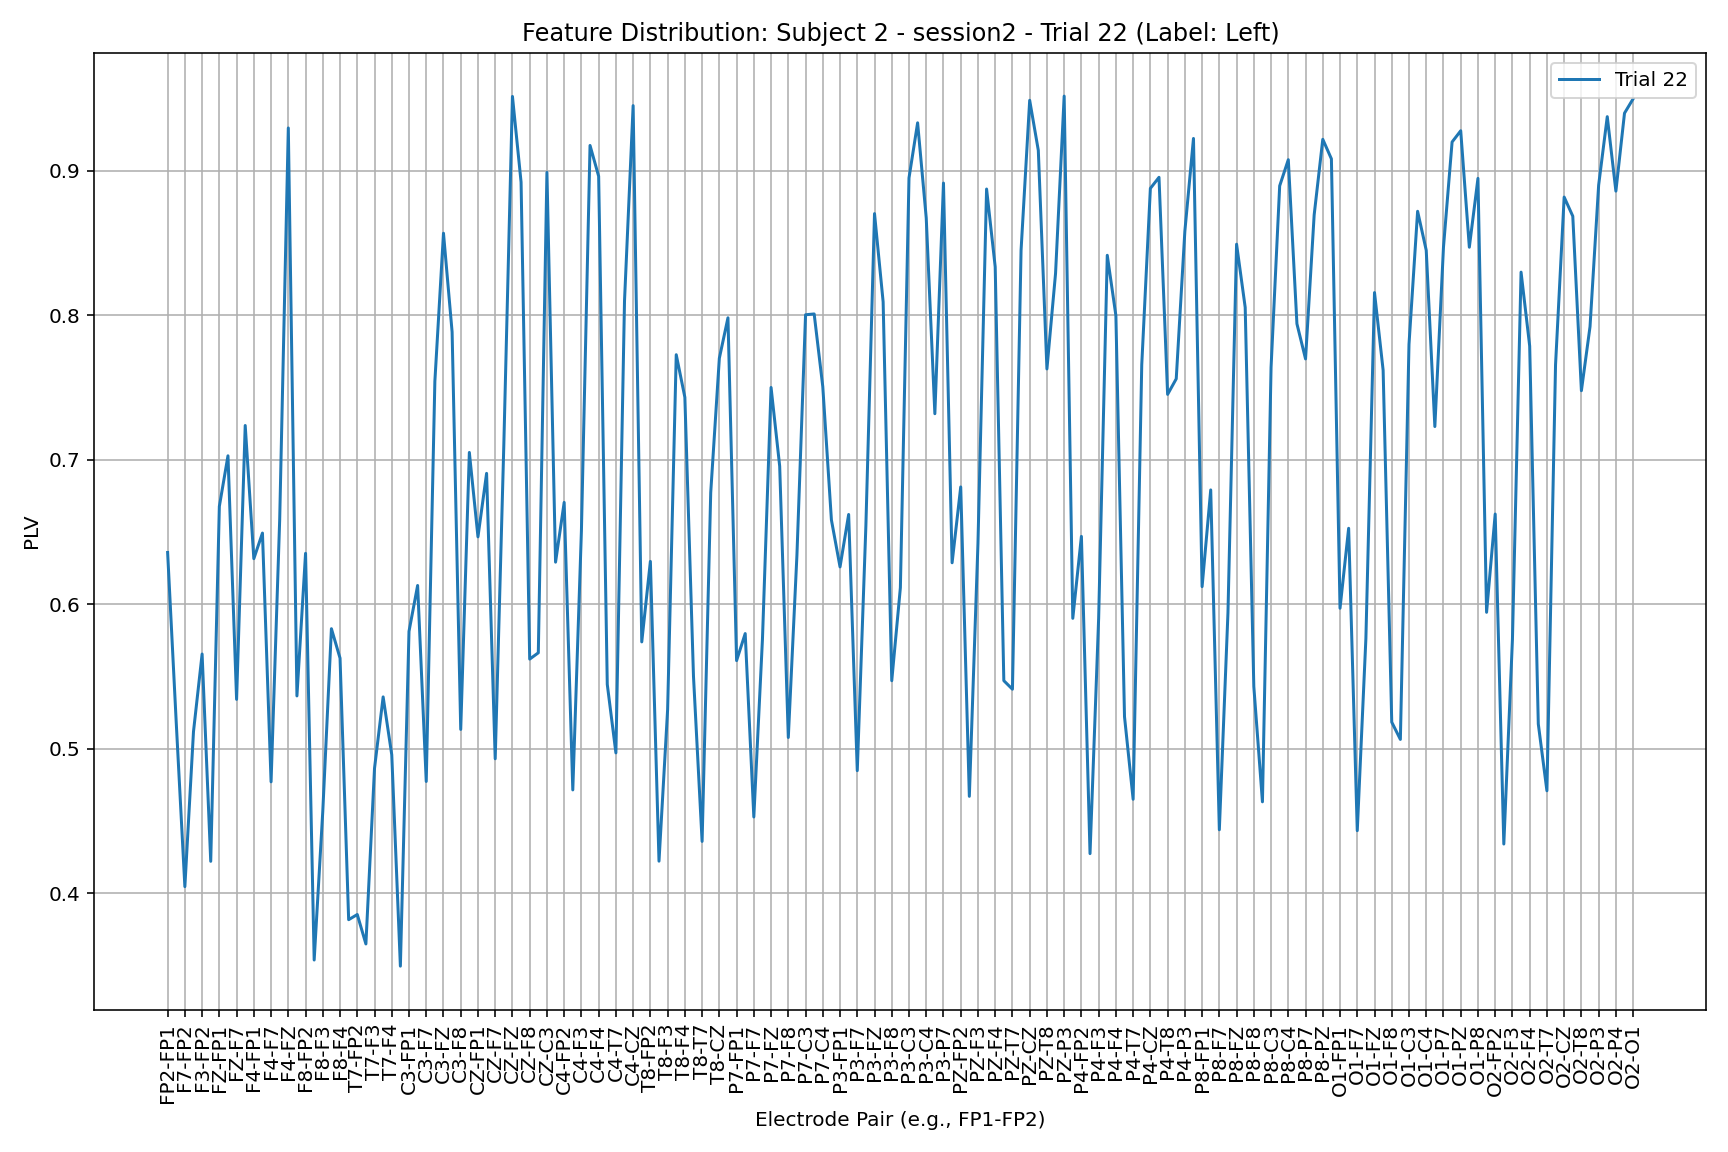 Feature Distribution: Subject 2 - session2 - Trial 22 (Label: Left)
Trial 22
PLV
0.9
0.8
0.7
0.6
0.5
0.4
FP2-FP1
F7-FP2
F3-FP2
FZ-FP1
FZ-F7
F4-FP1
F4-F7
F4-FZ
F8-FP2
F8-F3
F8-F4
T7-FP2
T7-F3
T7-F4
C3-FP1
C3-F7
C3-FZ
C3-F8
CZ-FP1
CZ-F7
CZ-FZ
CZ-F8
CZ-C3
C4-FP2
C4-F3
C4-F4
C4-T7
C4-CZ
T8-FP2
T8-F3
T8-F4
T8-T7
T8-CZ
P7-FP1
P7-F7
P7-FZ
P7-F8
P7-C3
P7-C4
P3-FP1
P3-F7
P3-FZ
P3-F8
P3-C3
P3-C4
P3-P7
PZ-FP2
PZ-F3
PZ-F4
PZ-T7
PZ-CZ
PZ-T8
PZ-P3
P4-FP2
P4-F3
P4-F4
P4-T7
P4-CZ
P4-T8
P4-P3
P8-FP1
P8-F7
P8-FZ
P8-F8
P8-C3
P8-C4
P8-P7
P8-PZ
O1-FP1
O1-F7
O1-FZ
O1-F8
O1-C3
O1-C4
O1-P7
O1-PZ
O1-P8
O2-FP2
O2-F3
O2-F4
O2-T7
O2-CZ
O2-T8
O2-P3
O2-P4
O2-O1
Electrode Pair (e.g., FP1-FP2)